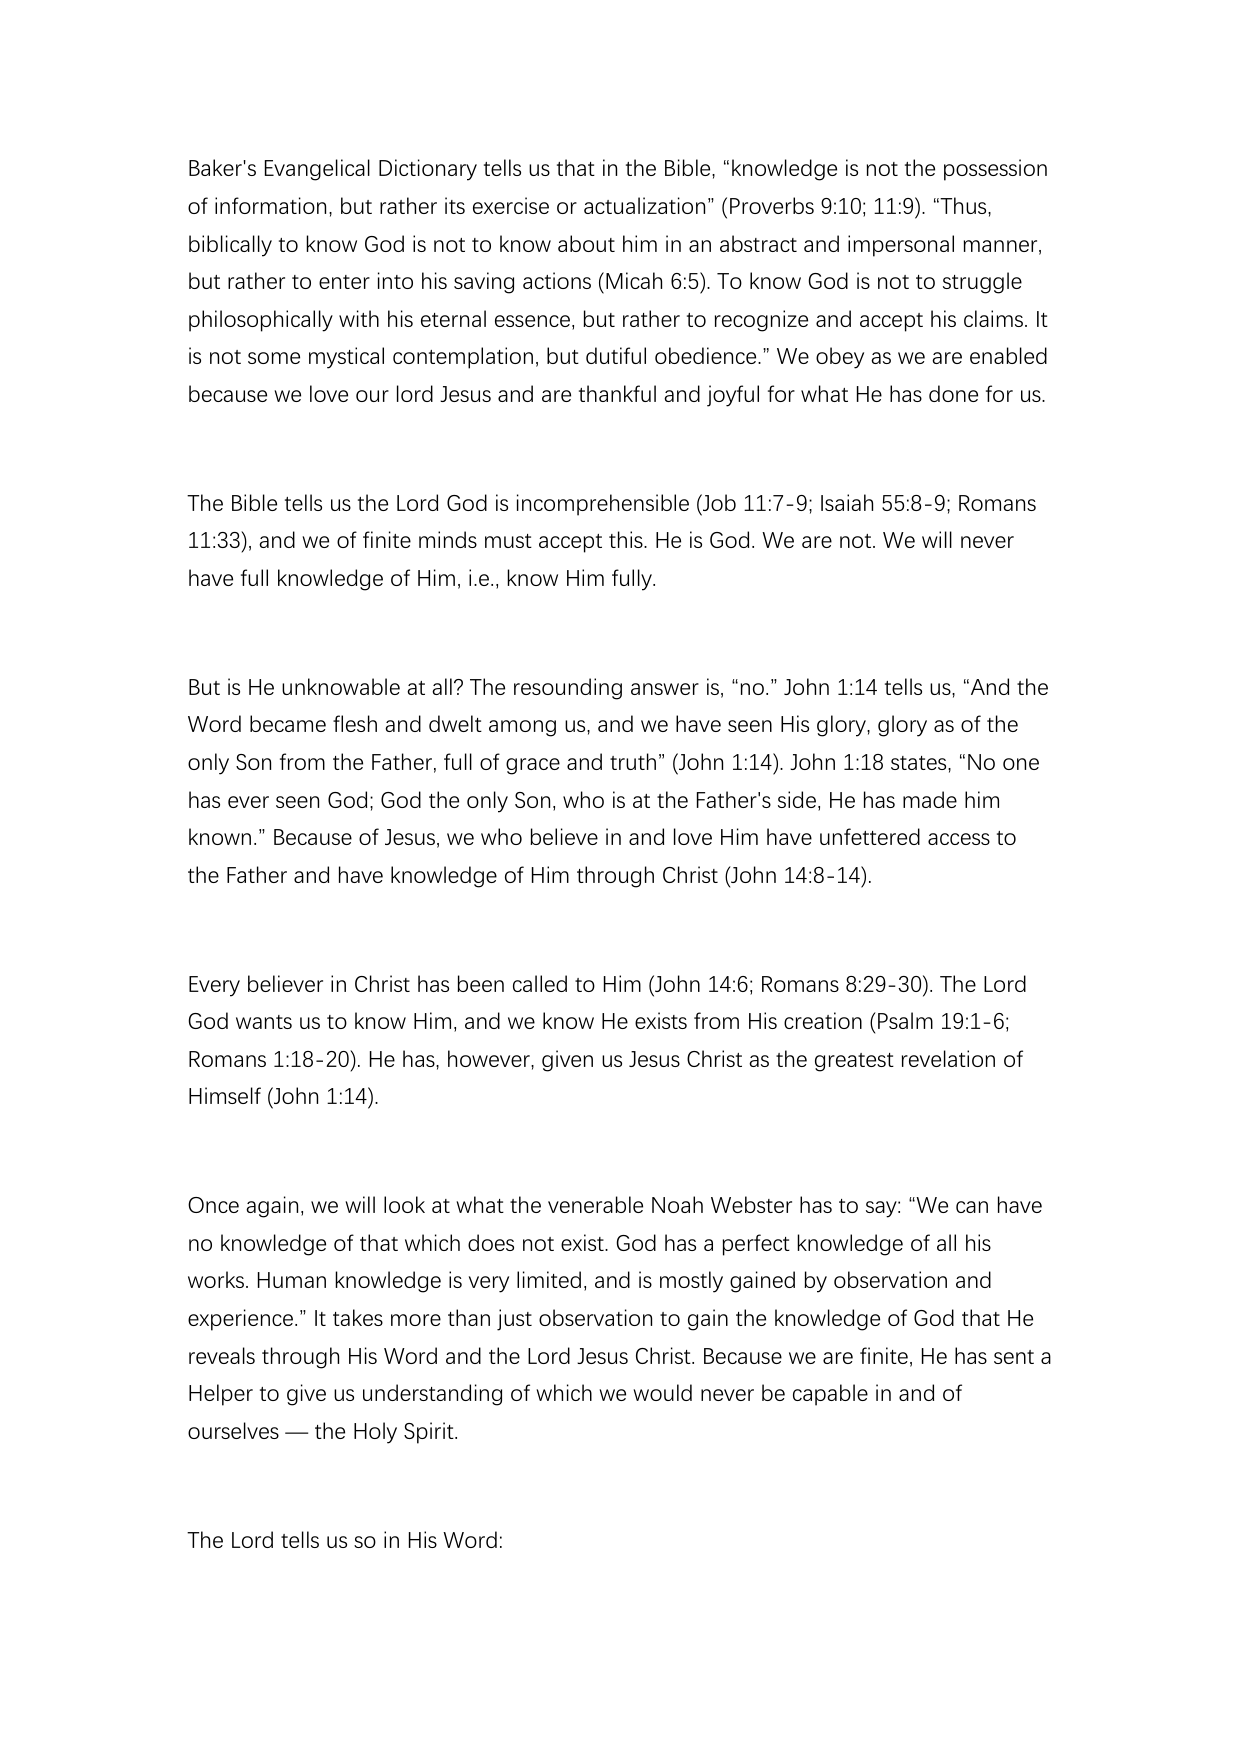 Baker's Evangelical Dictionary tells us that in the Bible, “knowledge is not the possession
of information, but rather its exercise or actualization” (Proverbs 9:10; 11:9). “Thus,
biblically to know God is not to know about him in an abstract and impersonal manner,
but rather to enter into his saving actions (Micah 6:5). To know God is not to struggle
philosophically with his eternal essence, but rather to recognize and accept his claims. It
is not some mystical contemplation, but dutiful obedience.” We obey as we are enabled
because we love our lord Jesus and are thankful and joyful for what He has done for us.
The Bible tells us the Lord God is incomprehensible (Job 11:7-9; Isaiah 55:8-9; Romans
11:33), and we of finite minds must accept this. He is God. We are not. We will never
have full knowledge of Him, i.e., know Him fully.
But is He unknowable at all? The resounding answer is, “no.” John 1:14 tells us, “And the
Word became flesh and dwelt among us, and we have seen His glory, glory as of the
only Son from the Father, full of grace and truth” (John 1:14). John 1:18 states, “No one
has ever seen God; God the only Son, who is at the Father's side, He has made him
known.” Because of Jesus, we who believe in and love Him have unfettered access to
the Father and have knowledge of Him through Christ (John 14:8-14).
Every believer in Christ has been called to Him (John 14:6; Romans 8:29-30). The Lord
God wants us to know Him, and we know He exists from His creation (Psalm 19:1-6;
Romans 1:18-20). He has, however, given us Jesus Christ as the greatest revelation of
Himself (John 1:14).
Once again, we will look at what the venerable Noah Webster has to say: “We can have
no knowledge of that which does not exist. God has a perfect knowledge of all his
works. Human knowledge is very limited, and is mostly gained by observation and
experience.” It takes more than just observation to gain the knowledge of God that He
reveals through His Word and the Lord Jesus Christ. Because we are finite, He has sent a
Helper to give us understanding of which we would never be capable in and of
ourselves — the Holy Spirit.
The Lord tells us so in His Word: